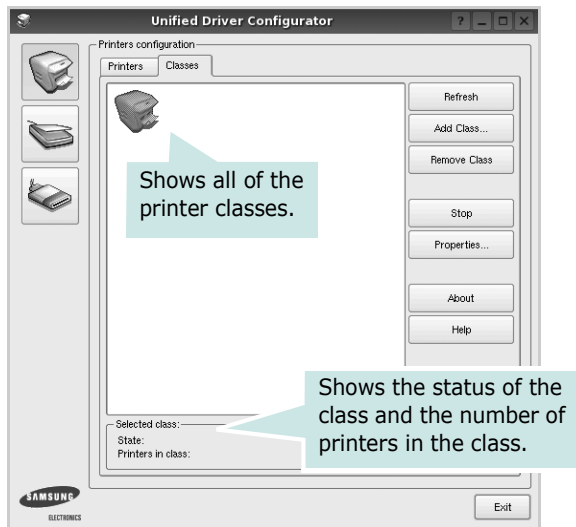 Unified Driver Configurator
Printers configuration
Printers
Classes
Refresh
Add Class...
Remove Class
Shows all of the
printer classes.
Stop
Properties...
About
Help
Shows the status of the
class and the number of
printers in the class.
Selected class:
State:
Printers in class:
SAMSUNG
ELECTRONICS
Exit